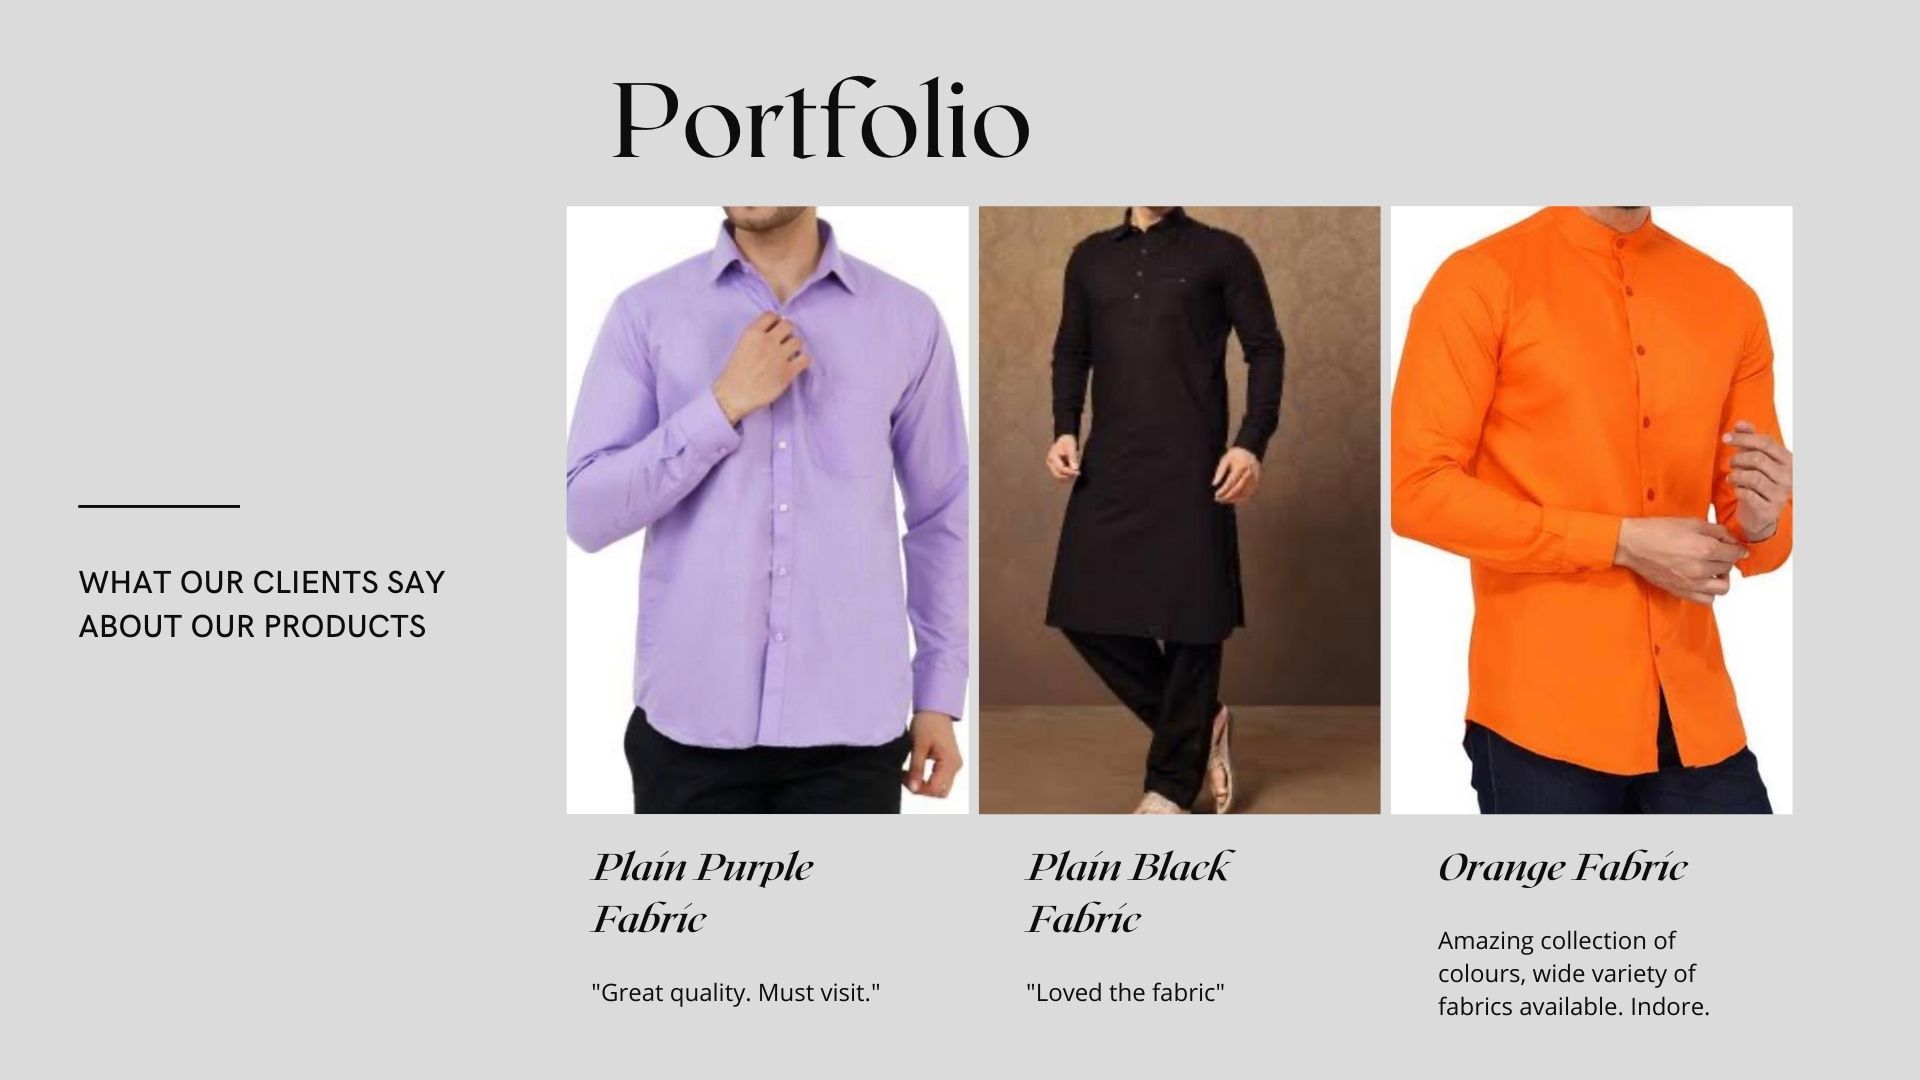 Portfolio
WHAT OUR CLIENTS SAY
ABOUT OUR PRODUCTS
Plain Purple
Fabric
"Great quality. Must visit."
Plain Black
Fabric
"Loved the fabric"
Orange Fabric
Amazing collection of
colours, wide variety of
fabrics available. Indore.